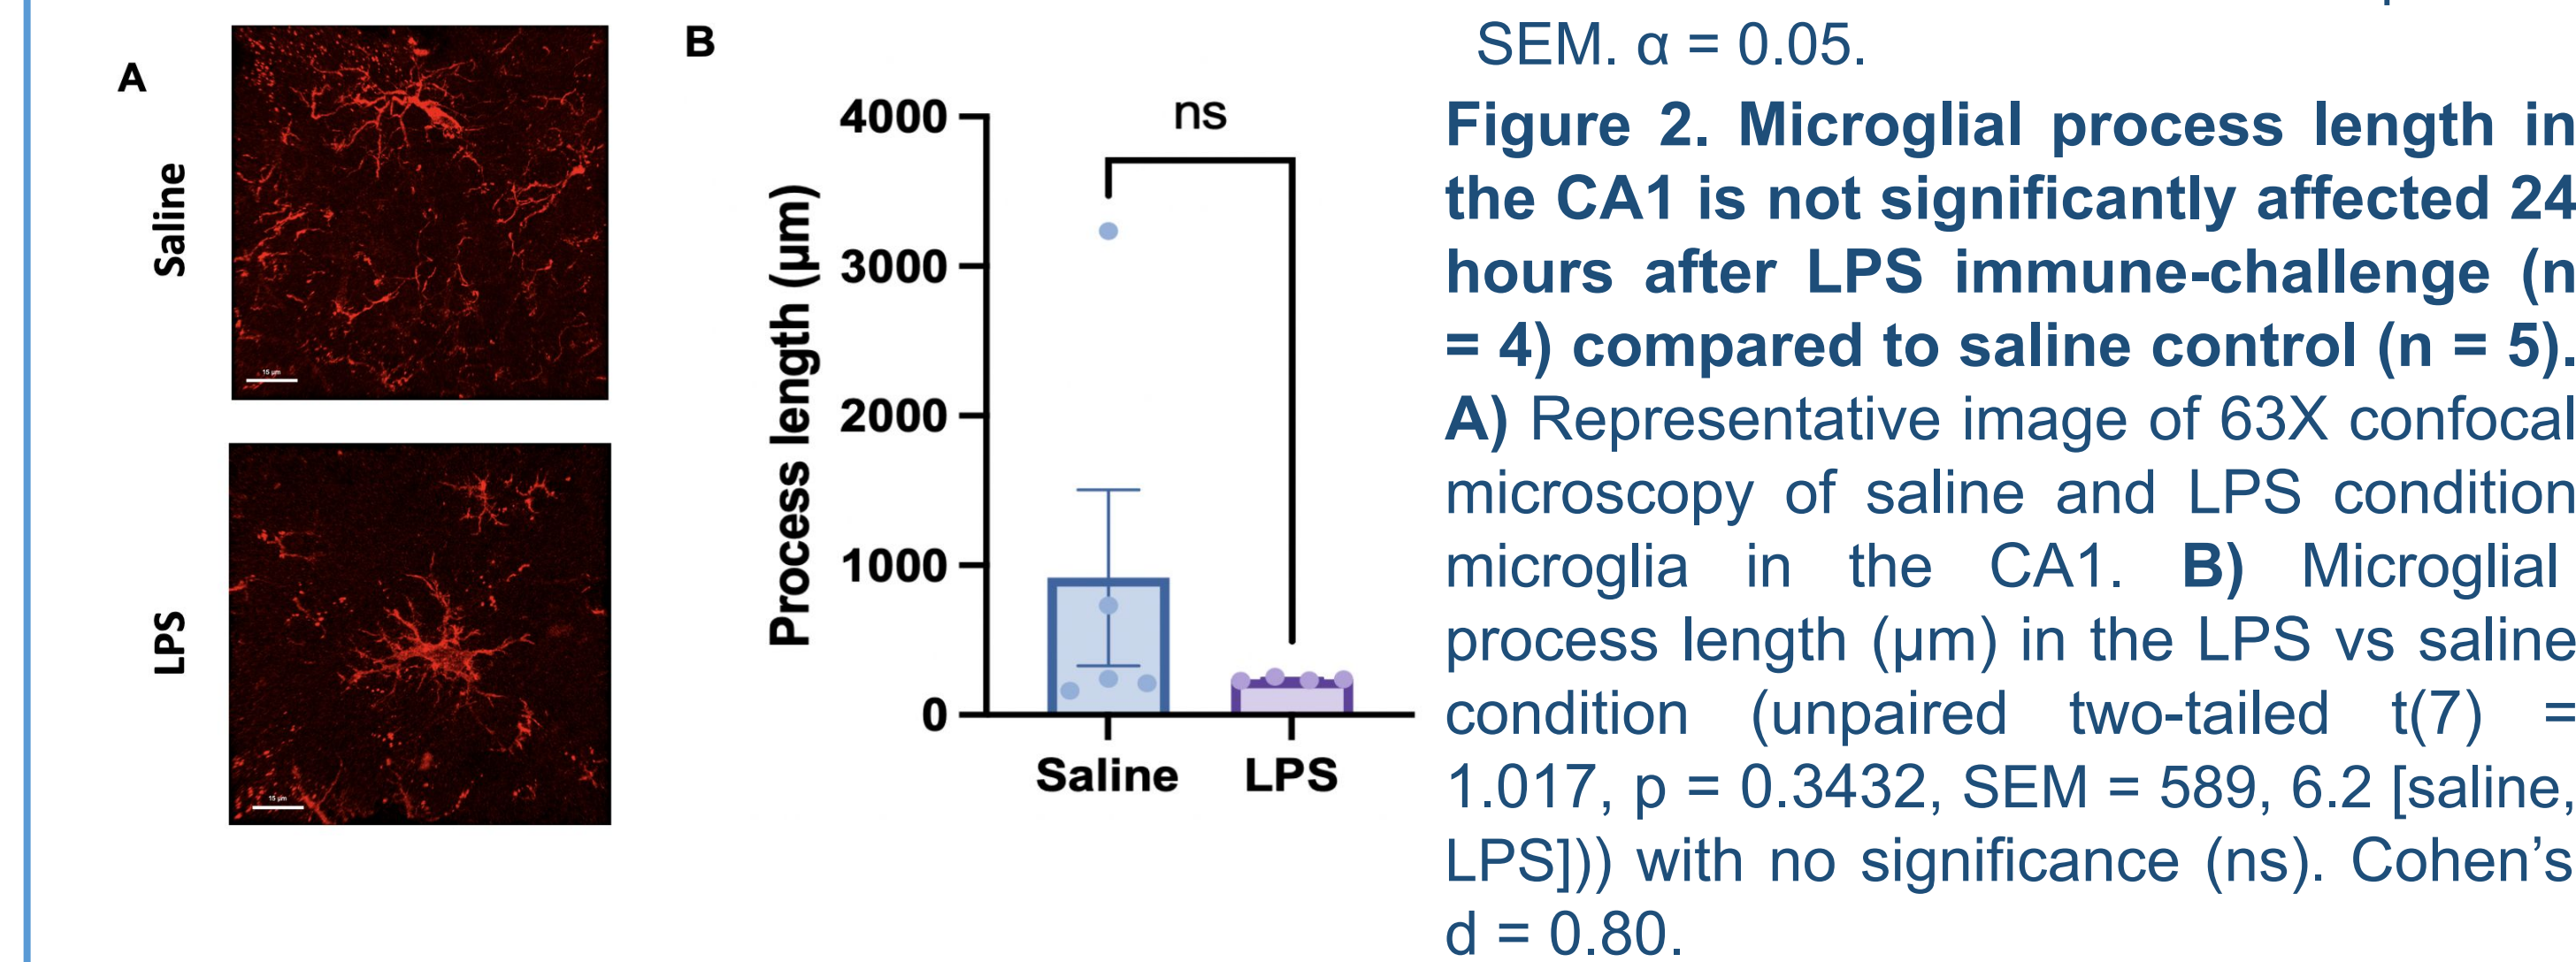 SEM. α = 0.05.
A
B
Saline
LPS
15 µm
15 µm
Process length (µm)
4000
3000
2000
1000
0
ns
Saline
LPS
Figure 2. Microglial process length in
the CA1 is not significantly affected 24
hours after LPS immune-challenge (n
= 4) compared to saline control (n = 5).
A) Representative image of 63X confocal
microscopy of saline and LPS condition
microglia in the CA1. B) Microglial
process length (µm) in the LPS vs saline
condition (unpaired two-tailed t(7) =
1.017, p = 0.3432, SEM = 589, 6.2 [saline,
LPS])) with no significance (ns). Cohen’s
d = 0.80.